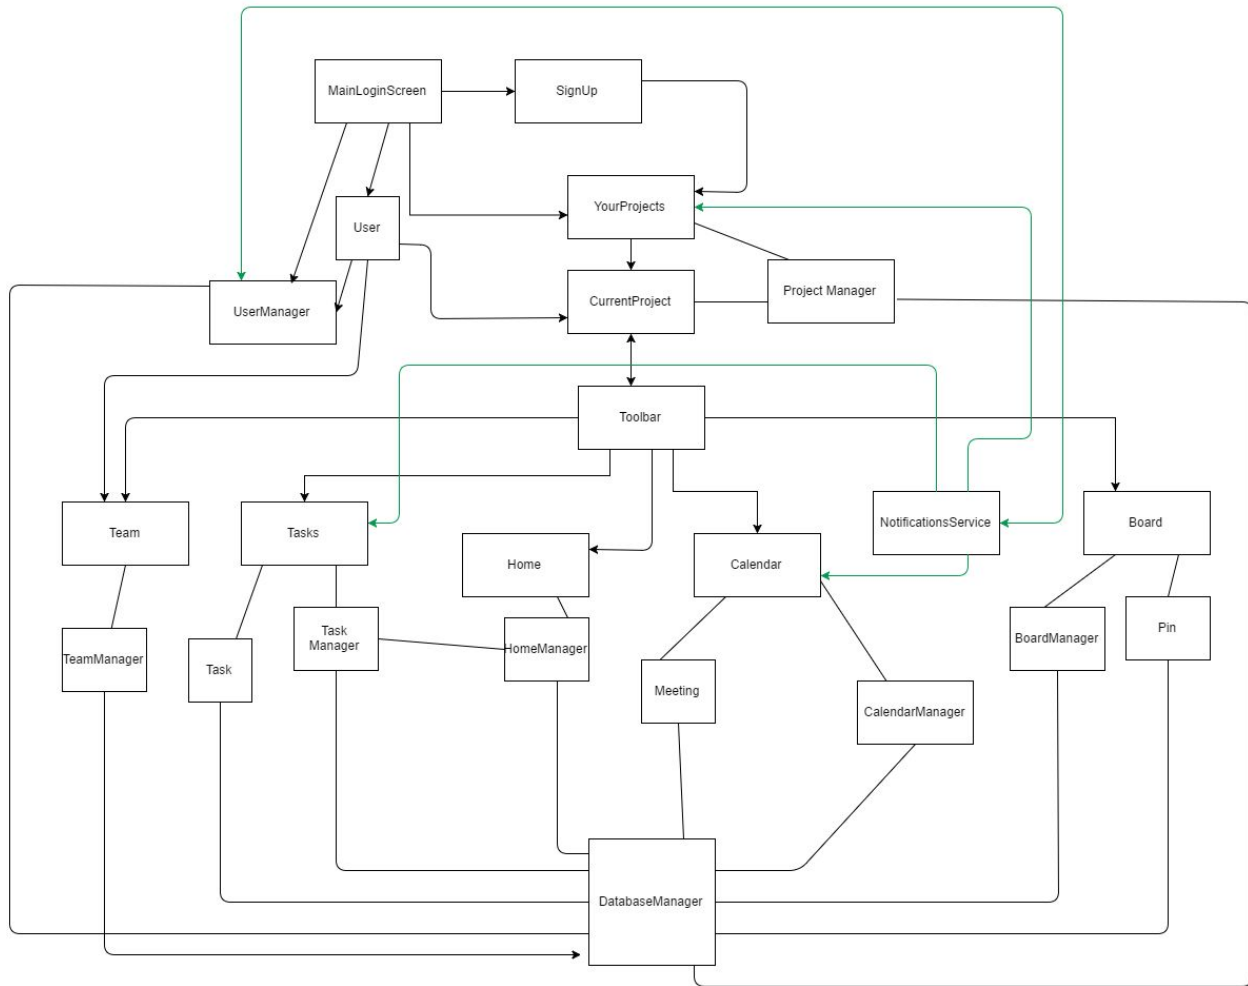 MainLoginScreen
SignUp
YourProjects
User
Project Manager
CurrentProject
UserManager
Toolbar
Team
Tasks
NotificationsService
Board
Home
Calendar
Task
Manager
HomeManager
BoardManager
Pin
TeamManager
Task
Meeting
CalendarManager
DatabaseManager